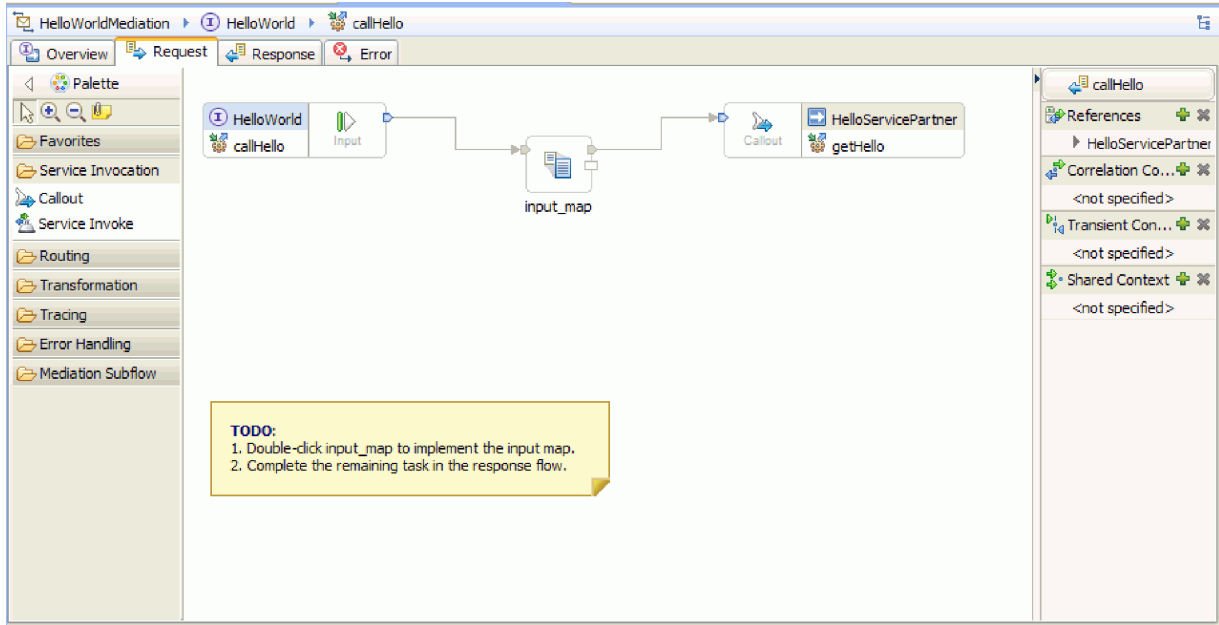 HelloWorldMediation HelloWorld callHello
Overview Request Response Error
Palette
Favorites
Service Invocation
Callout
Service Invoke
Routing
Transformation
Tracing
Error Handling
Mediation Subflow
HelloWorld
callHello
Input
input_map
Callout
HelloServicePartner
getHello
TODO:
1. Double-click input_map to implement the input map.
2. Complete the remaining task in the response flow.
callHello
References
HelloServicePartner
Correlation Co...
<not specified>
Transient Con...
<not specified>
Shared Context
<not specified>